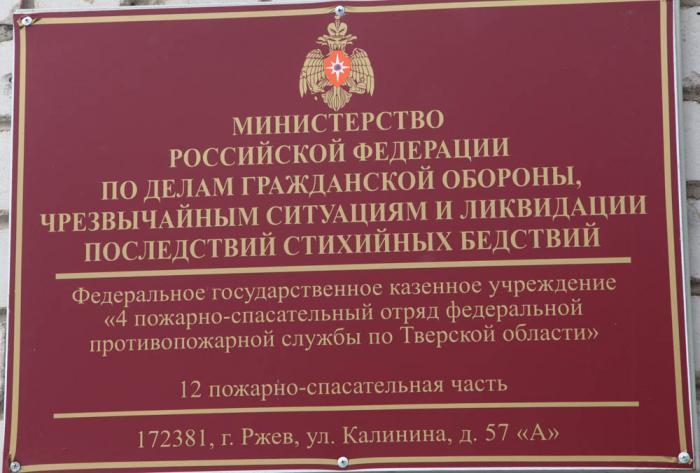 МИНИСТЕРСТВО
РОССИЙСКОЙ ФЕДЕРАЦИИ
ПО ДЕЛАМ ГРАЖДАНСКОЙ ОБОРОНЫ,
ЧРЕЗВЫЧАЙНЫМ СИТУАЦИЯМ И ЛИКВИДАЦИИ
ПОСЛЕДСТВИЙ СТИХИЙНЫХ БЕДСТВИЙ
Федеральное государственное казенное учреждение
«4 пожарно-спасательный отряд федеральной
противопожарной службы по Тверской области»
12 пожарно-спасательная часть
172381, г. Ржев, ул. Калинина, д. 57 «А»